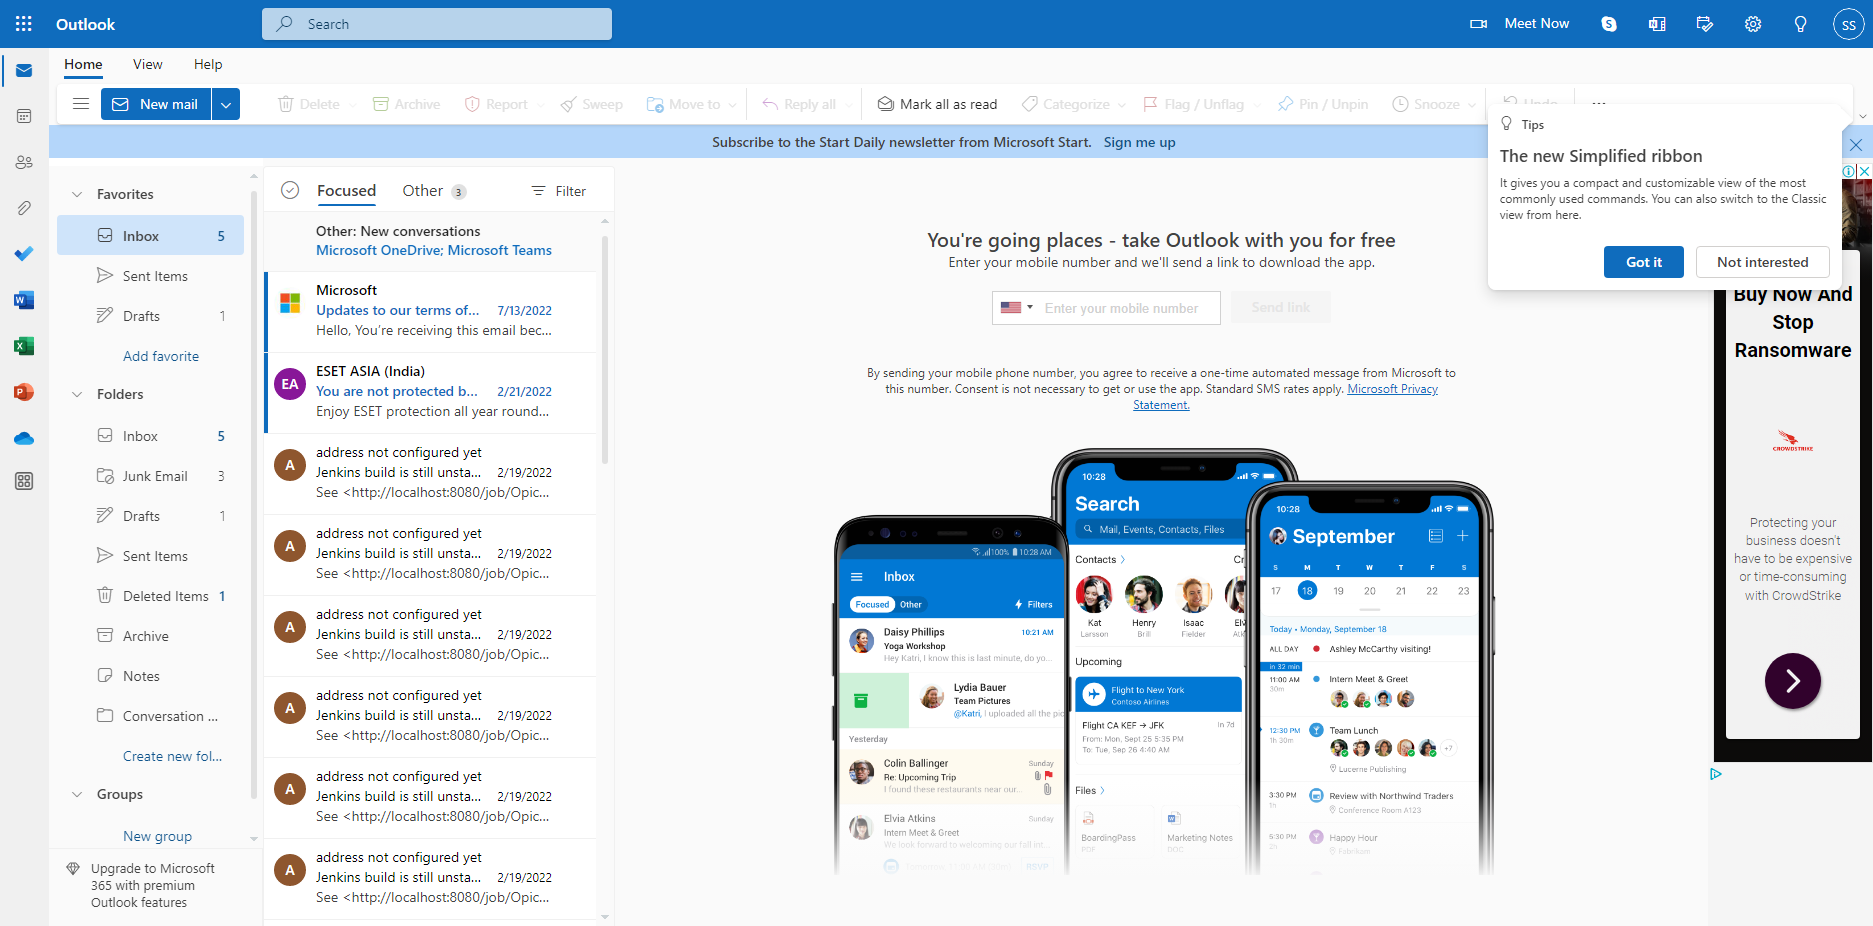 Outlook
Search
Meet Now
SS
Home
View
Help
New mail
Delete
Archive
Report
Sweep
Move to
Reply all
Mark all as read
Categorize
Flag / Unflag
Pin / Unpin
Snooze
Undo
Subscribe to the Start Daily newsletter from Microsoft Start. Sign me up
Tips
The new Simplified ribbon
It gives you a compact and customizable view of the most
commonly used commands. You can also switch to the Classic
view from here.
Got it
Not interested
Favorites
Inbox 5
Sent Items
Drafts 1
Add favorite
Folders
Inbox 5
Junk Email 3
Drafts 1
Sent Items
Deleted Items 1
Archive
Notes
Conversation ...
Create new fol...
Groups
New group
Upgrade to Microsoft
365 with premium
Outlook features
Focused
Other 3
Filter
Other: New conversations
Microsoft OneDrive; Microsoft Teams
Microsoft
Updates to our terms of... 7/13/2022
Hello, You're receiving this email bec...
EA
ESET ASIA (India)
You are not protected b... 2/21/2022
Enjoy ESET protection all year round...
A
address not configured yet
Jenkins build is still unsta... 2/19/2022
See <http://localhost:8080/job/Opic...
A
address not configured yet
Jenkins build is still unsta... 2/19/2022
See <http://localhost:8080/job/Opic...
A
address not configured yet
Jenkins build is still unsta... 2/19/2022
See <http://localhost:8080/job/Opic...
A
address not configured yet
Jenkins build is still unsta... 2/19/2022
See <http://localhost:8080/job/Opic...
A
address not configured yet
Jenkins build is still unsta... 2/19/2022
See <http://localhost:8080/job/Opic...
A
address not configured yet
Jenkins build is still unsta... 2/19/2022
See <http://localhost:8080/job/Opic...
You're going places - take Outlook with you for free
Enter your mobile number and we'll send a link to download the app.
Enter your mobile number
Send link
By sending your mobile phone number, you agree to receive a one-time automated message from Microsoft to
this number. Consent is not necessary to get or use the app. Standard SMS rates apply. Microsoft Privacy
Statement.
100% 10:28 AM
Inbox
Focused Other
Filters
Daisy Phillips 10:21 AM
Yoga Workshop
Hey Katri, I know this is last minute, do yo...
Lydia Bauer
Team Pictures
@Katri, I uploaded all the pic
Yesterday
Colin Ballinger Sunday
Re: Upcoming Trip
I found these restaurants near our...
Elvia Atkins Sunday
Intern Meet & Greet
We look forward to welcoming our fall int...
RSVP
10:28
Search
Mail, Events, Contacts, Files
Contacts
Kat
Larsson
Henry
Brill
Isaac
Fielder
Upcoming
Flight to New York
Contoso Airlines
Flight CA KEF → JFK In 7d
From: Mon, Sept 25 5:35 PM
To: Tue, Sep 26 4:40 AM
Files
BoardingPass
PDF
Marketing Notes
DOC
10:28
September
S M T W T F S
17 18 19 20 21 22 23
Today • Monday, September 18
ALL DAY Ashley McCarthy visiting!
in 32 min
11:00 AM Intern Meet & Greet
30m
12:30 PM Team Lunch
1h 30m
+7
Lucerne Publishing
3:30 PM Review with Northwind Traders
1h Conference Room A123
5:30 PM Happy Hour
2h Fabrikam
Buy Now And
Stop
Ransomware
CROWDSTRIKE
Protecting your
business doesn't
have to be expensive
or time-consuming
with CrowdStrike